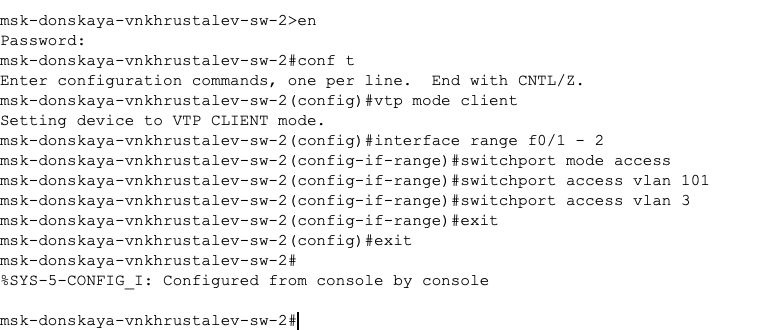 msk-donskaya-vnkhrustalev-sw-2>en
Password:
msk-donskaya-vnkhrustalev-sw-2#conf t
Enter configuration commands, one per line.  End with CNTL/Z.
msk-donskaya-vnkhrustalev-sw-2(config)#vtp mode client
Setting device to VTP CLIENT mode.
msk-donskaya-vnkhrustalev-sw-2(config)#interface range f0/1 - 2
msk-donskaya-vnkhrustalev-sw-2(config-if-range)#switchport mode access
msk-donskaya-vnkhrustalev-sw-2(config-if-range)#switchport access vlan 101
msk-donskaya-vnkhrustalev-sw-2(config-if-range)#switchport access vlan 3
msk-donskaya-vnkhrustalev-sw-2(config-if-range)#exit
msk-donskaya-vnkhrustalev-sw-2(config)#exit
msk-donskaya-vnkhrustalev-sw-2#
%SYS-5-CONFIG_I: Configured from console by console
msk-donskaya-vnkhrustalev-sw-2#